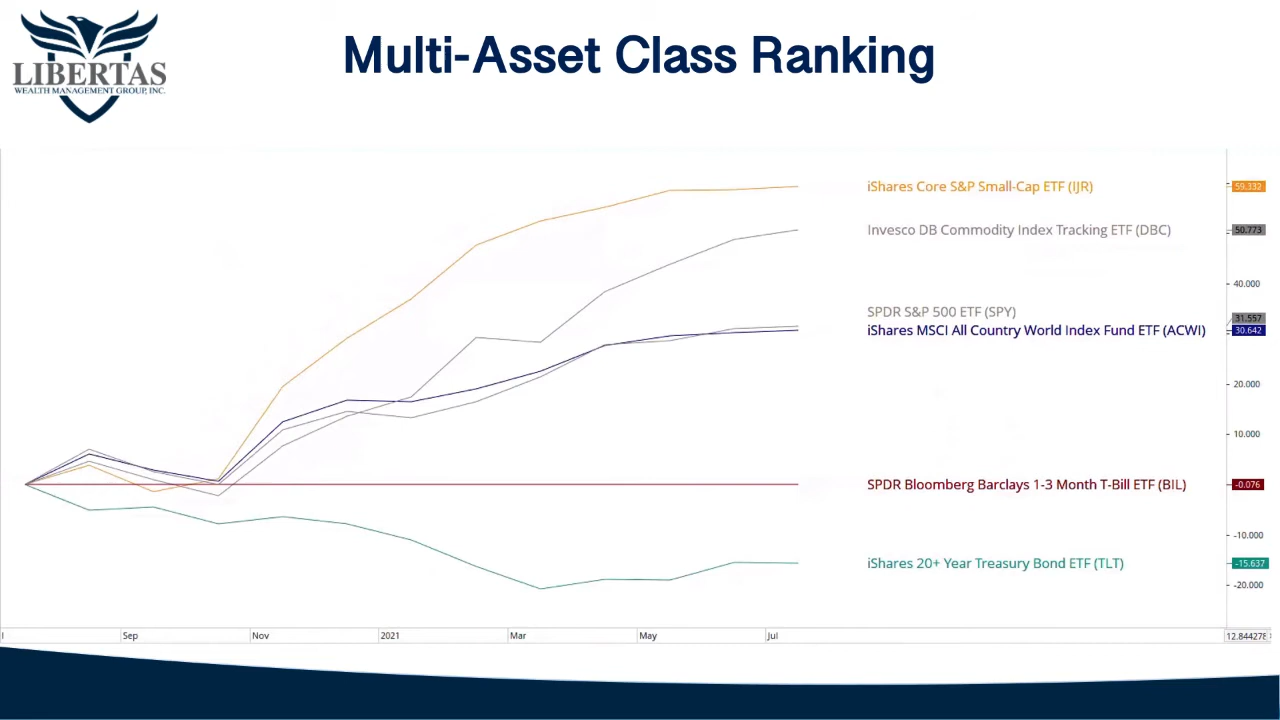 LIBERTAS
WEALTH MANAGEMENT GROUP, INC.
Multi-Asset Class Ranking
iShares Core S&P Small-Cap ETF (IJR)
59.332
Invesco DB Commodity Index Tracking ETF (DBC)
50.773
40.000
SPDR S&P 500 ETF (SPY)
31.557
iShares MSCI All Country World Index Fund ETF (ACWI)
30.642
20.000
10.000
SPDR Bloomberg Barclays 1-3 Month T-Bill ETF (BIL)
-0.076
-10.000
iShares 20+ Year Treasury Bond ETF (TLT)
-15.637
-20.000
Sep
Nov
2021
Mar
May
Jul
12.844278